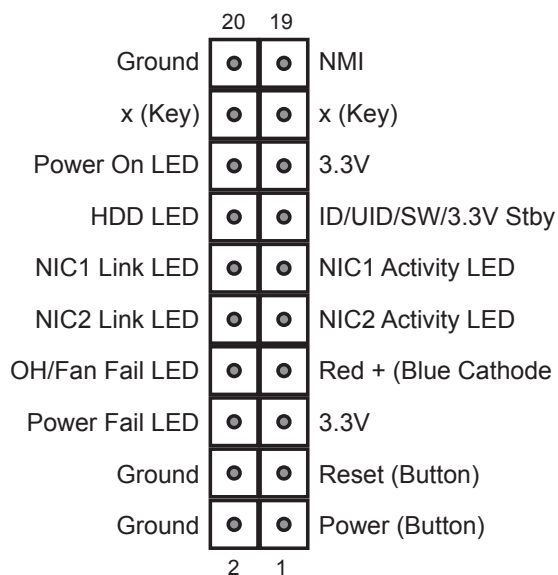 20 19
Ground NMI
x (Key) x (Key)
Power On LED 3.3V
HDD LED ID/UID/SW/3.3V Stby
NIC1 Link LED NIC1 Activity LED
NIC2 Link LED NIC2 Activity LED
OH/Fan Fail LED Red + (Blue Cathode
Power Fail LED 3.3V
Ground Reset (Button)
Ground Power (Button)
2 1